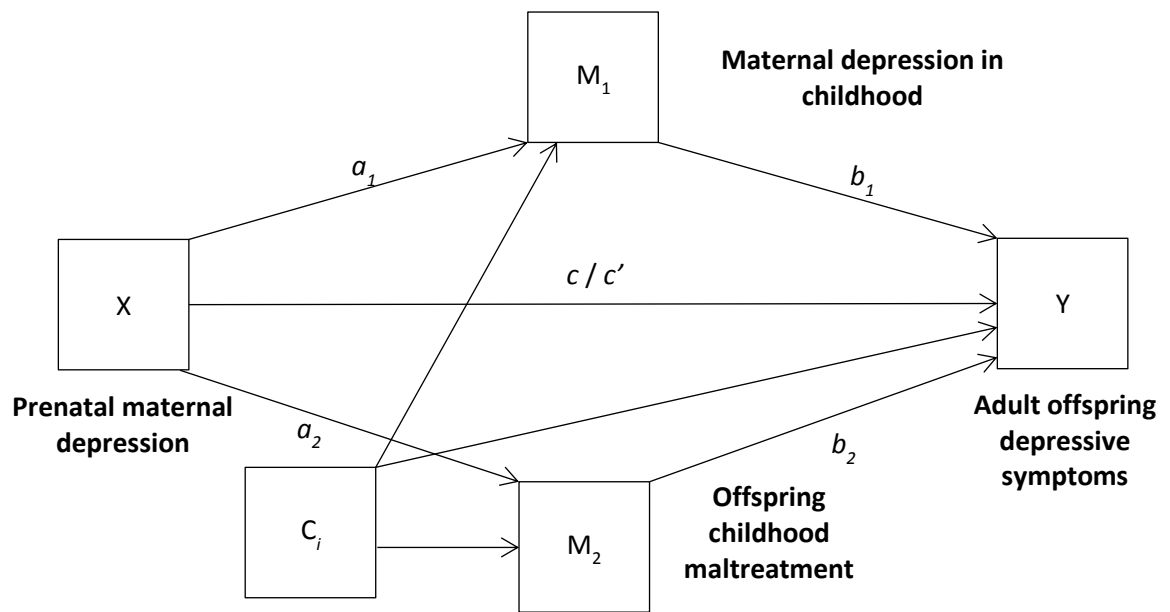 M₁
Maternal depression in
childhood
a₁
b₁
c / c’
X
Y
Prenatal maternal
depression
a₂
b₂
Adult offspring
depressive
symptoms
Cᵢ
M₂
Offspring
childhood
maltreatment